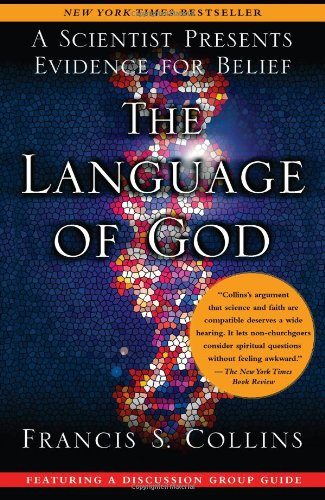 NEW YORK TIMES BESTSELLER
A SCIENTIST PRESENTS
EVIDENCE FOR BELIEF
THE
LANGUAGE
OF GOD
"Collins's argument
that science and faith
are compatible deserves a wide
hearing. It lets non-churchgoers
consider spiritual questions
without feeling awkward."
— The New York Times
Book Review
FRANCIS S. COLLINS
FEATURING A DISCUSSION GROUP GUIDE